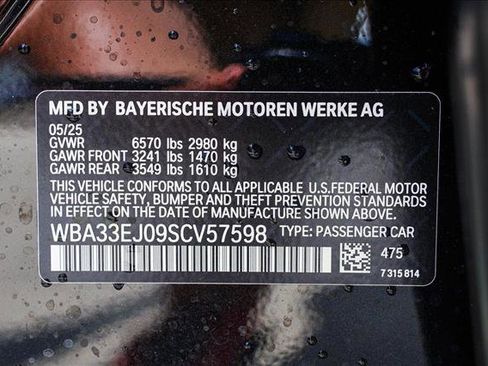 MFD BY BAYERISCHE MOTOREN WERKE AG
05/25
GVWR 6570 lbs 2980 kg
GAWR FRONT 3241 lbs 1470 kg
GAWR REAR 3549 lbs 1610 kg
THIS VEHICLE CONFORMS TO ALL APPLICABLE U.S.FEDERAL MOTOR
VEHICLE SAFETY, BUMPER AND THEFT PREVENTION STANDARDS
IN EFFECT ON THE DATE OF MANUFACTURE SHOWN ABOVE.
WBA33EJ09SCV57598 TYPE: PASSENGER CAR
475
7 315 814